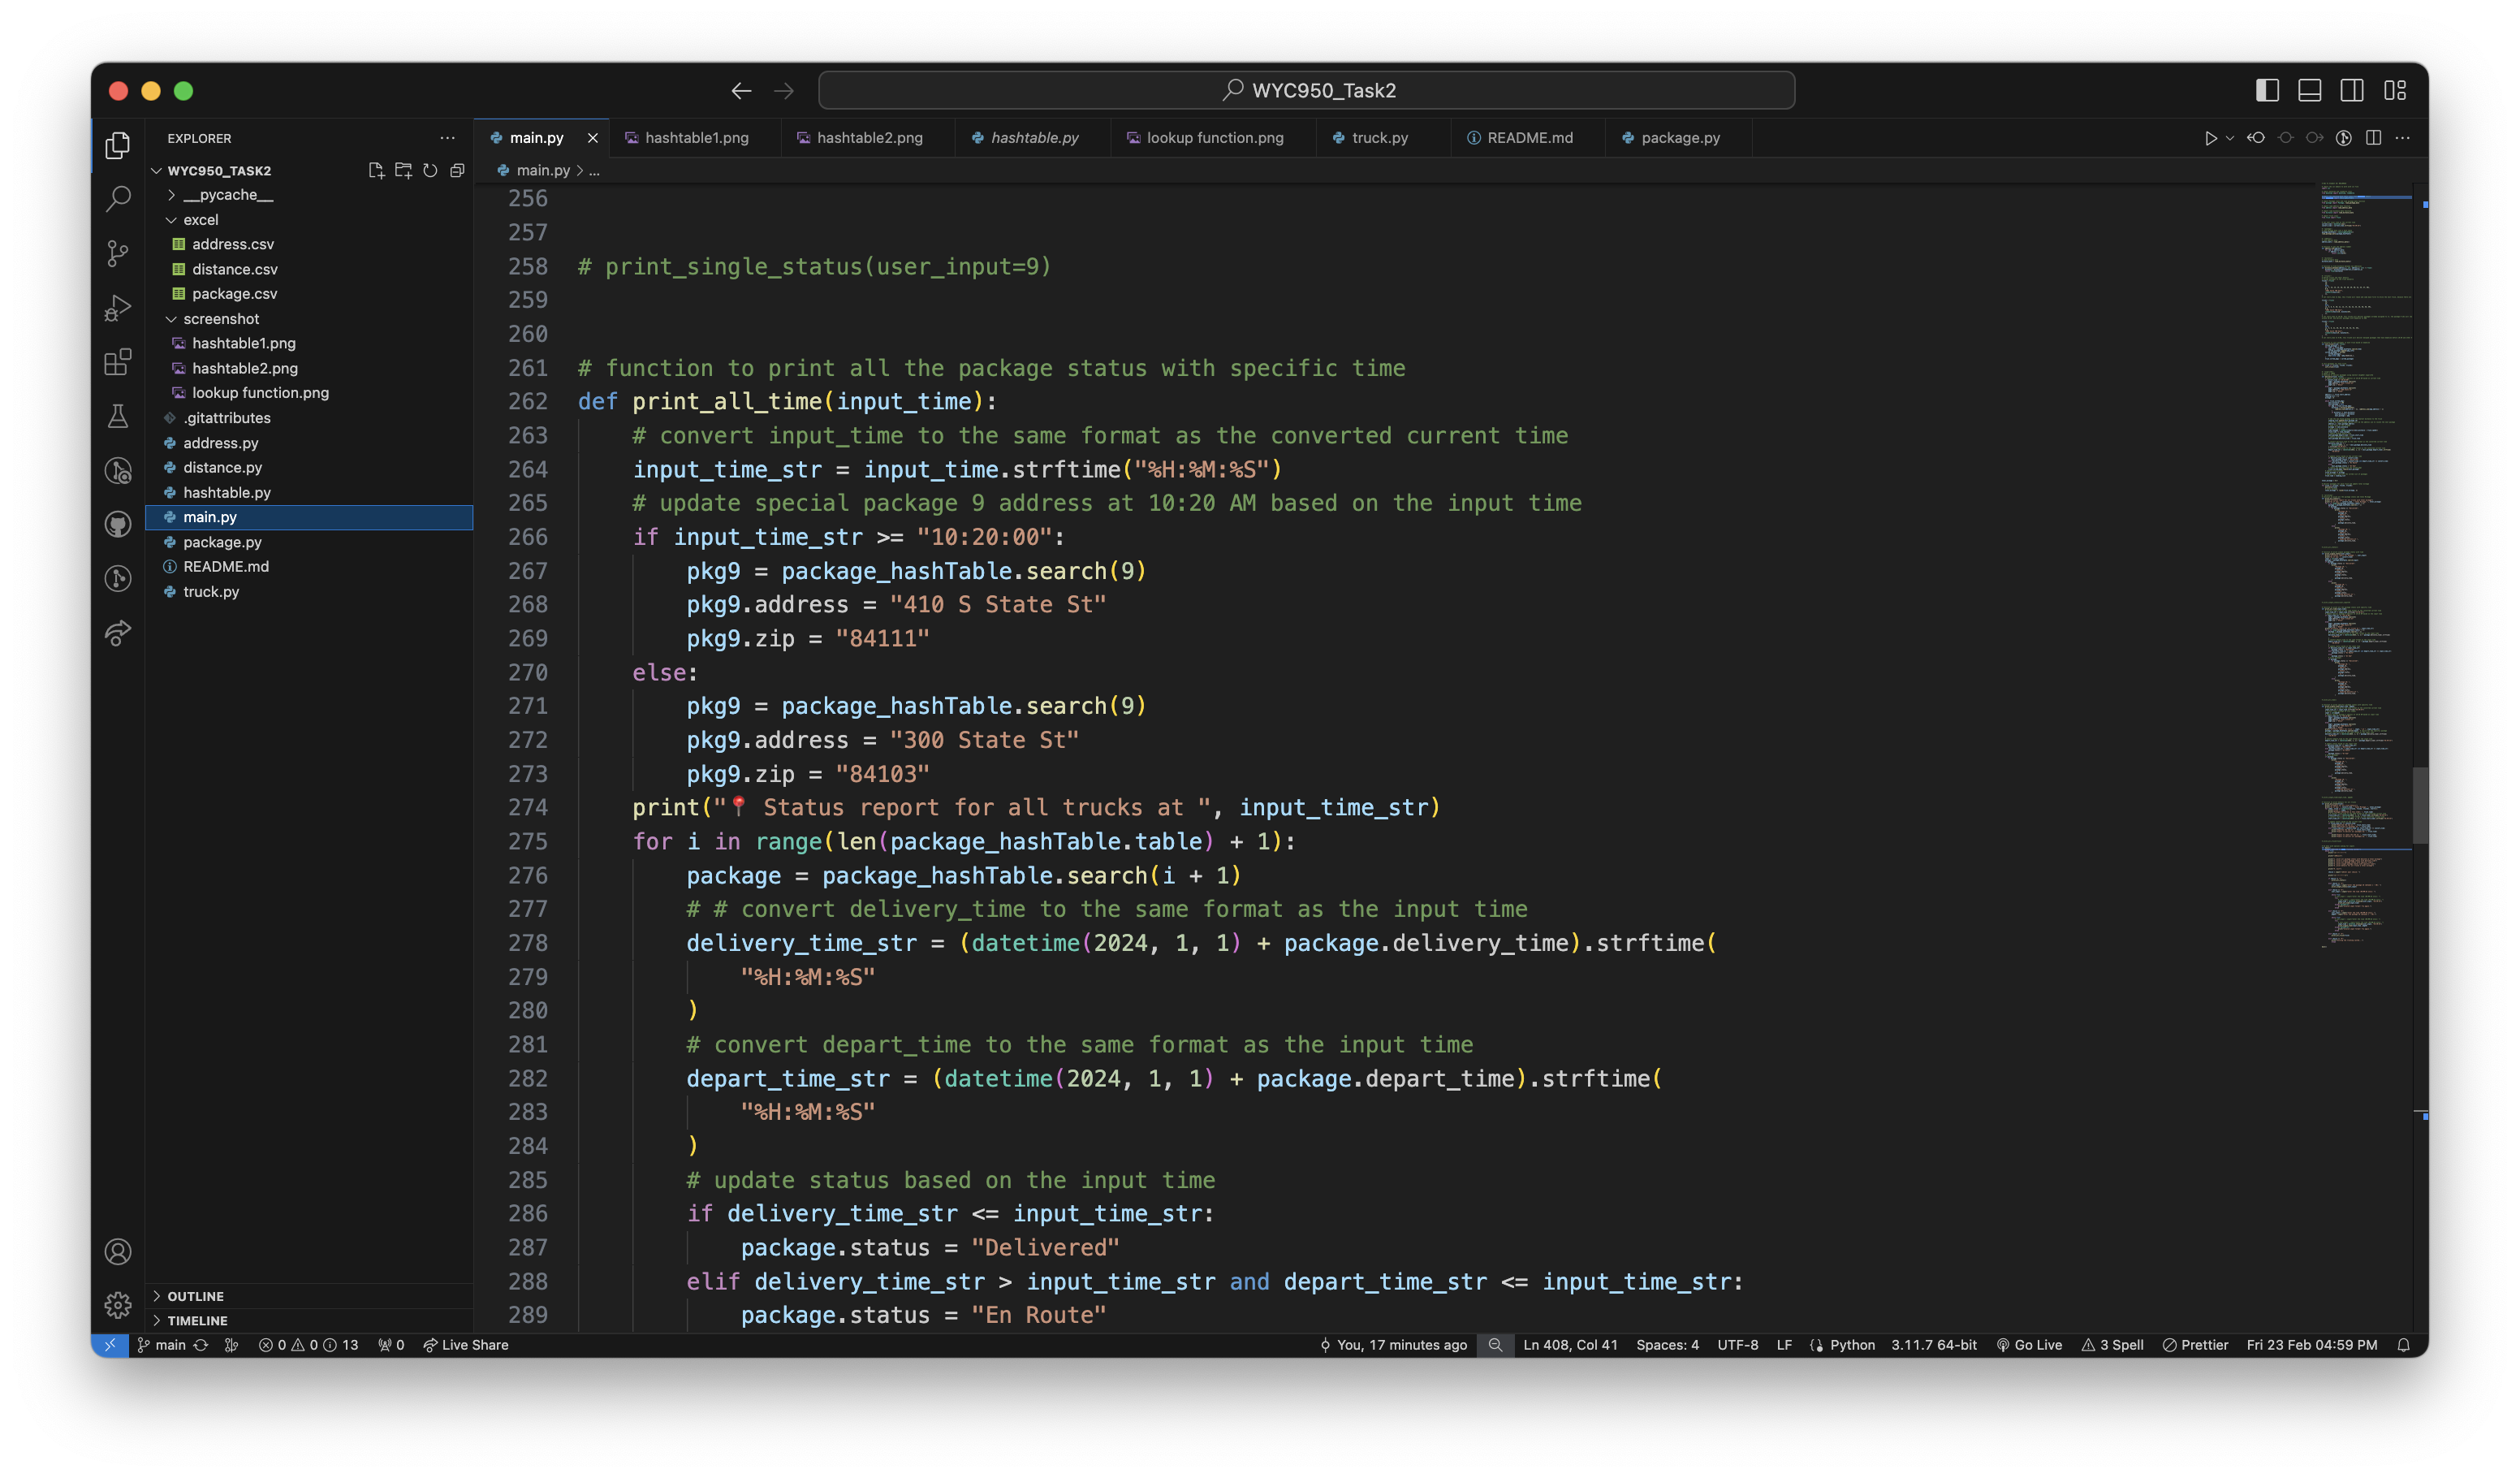 WYC950_Task2
EXPLORER
WYC950_TASK2
__pycache__
excel
address.csv
distance.csv
package.csv
screenshot
hashtable1.png
hashtable2.png
lookup function.png
.gitattributes
address.py
distance.py
hashtable.py
main.py
package.py
README.md
truck.py
OUTLINE
TIMELINE
main.py hashtable1.png hashtable2.png hashtable.py lookup function.png truck.py README.md package.py
main.py > ...
256
257
258 # print_single_status(user_input=9)
259
260
261 # function to print all the package status with specific time
262 def print_all_time(input_time):
263     # convert input_time to the same format as the converted current time
264     input_time_str = input_time.strftime("%H:%M:%S")
265     # update special package 9 address at 10:20 AM based on the input time
266     if input_time_str >= "10:20:00":
267         pkg9 = package_hashTable.search(9)
268         pkg9.address = "410 S State St"
269         pkg9.zip = "84111"
270     else:
271         pkg9 = package_hashTable.search(9)
272         pkg9.address = "300 State St"
273         pkg9.zip = "84103"
274     print("📍 Status report for all trucks at ", input_time_str)
275     for i in range(len(package_hashTable.table) + 1):
276         package = package_hashTable.search(i + 1)
277         # # convert delivery_time to the same format as the input time
278         delivery_time_str = (datetime(2024, 1, 1) + package.delivery_time).strftime(
279             "%H:%M:%S"
280         )
281         # convert depart_time to the same format as the input time
282         depart_time_str = (datetime(2024, 1, 1) + package.depart_time).strftime(
283             "%H:%M:%S"
284         )
285         # update status based on the input time
286         if delivery_time_str <= input_time_str:
287             package.status = "Delivered"
288         elif delivery_time_str > input_time_str and depart_time_str <= input_time_str:
289             package.status = "En Route"
main 0 0 13 0 Live Share You, 17 minutes ago Ln 408, Col 41 Spaces: 4 UTF-8 LF Python 3.11.7 64-bit Go Live 3 Spell Prettier Fri 23 Feb 04:59 PM